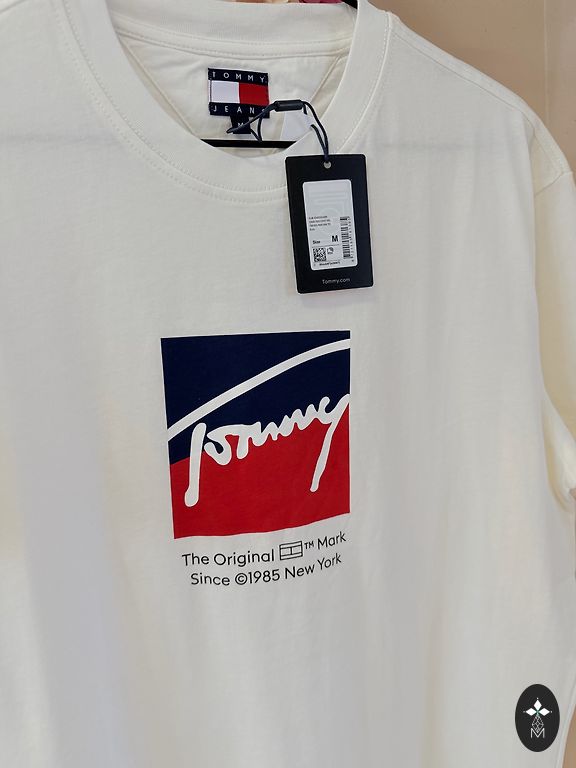 TOMMY
JEANS
M
Size M
Tommy.com
Tommy
The Original ™ Mark
Since ©1985 New York
M